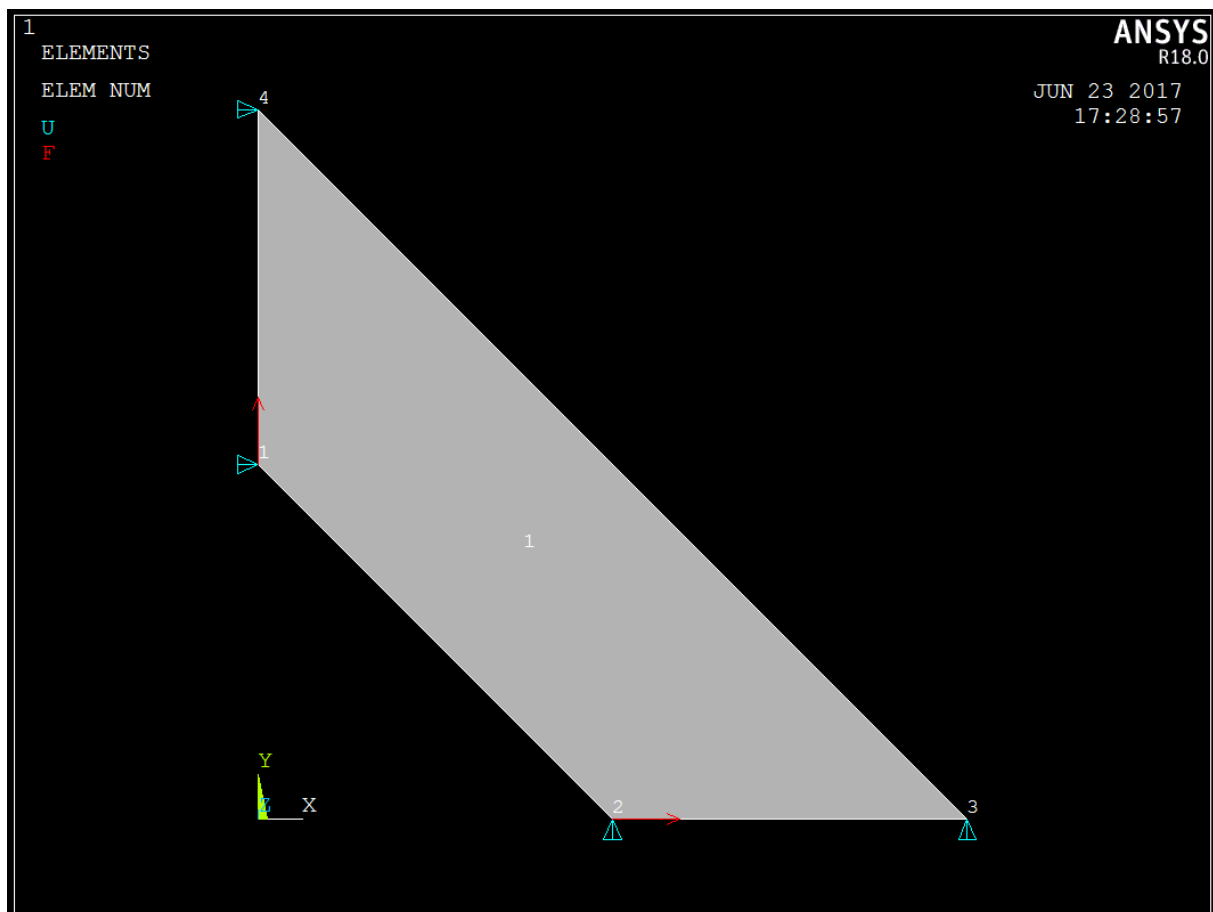 1
ELEMENTS
ELEM NUM
U
F
ANSYS
R18.0
JUN 23 2017
17:28:57
4
1
1
2
3
Y
Z X